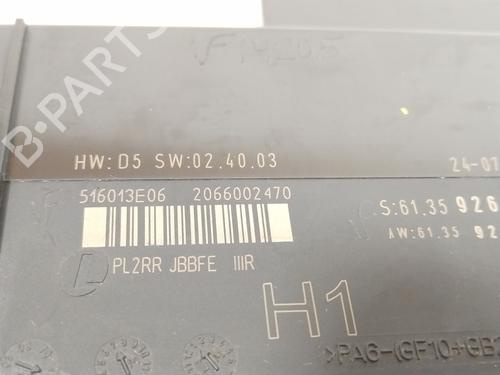 HW:D5 SW:02.40.03
24-01
516013E06 2066002470
S:61.35 926
AW:61.35 92
PL2RR JBBFE IIIR
H1
>PA6-(GF10+GB